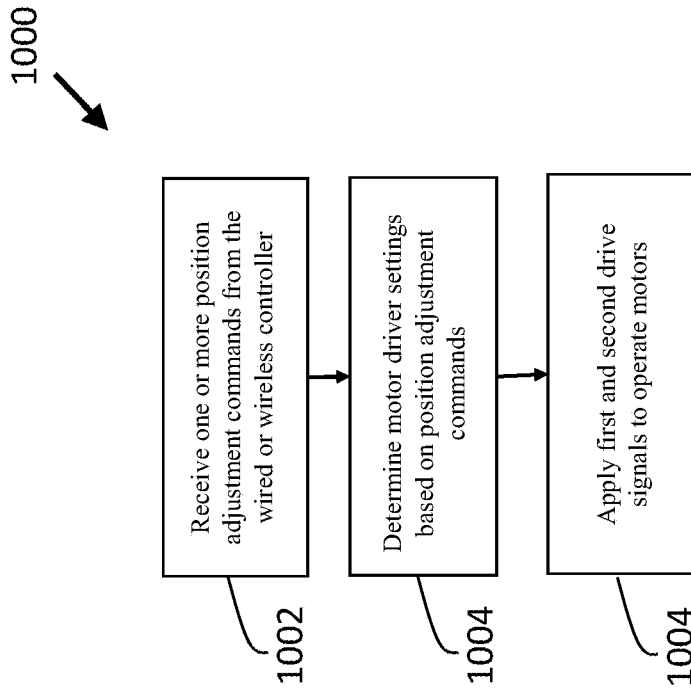 1000
Receive one or more position
adjustment commands from the
wired or wireless controller
1002
Determine motor driver settings
based on position adjustment
commands
1004
Apply first and second drive
signals to operate motors
1004